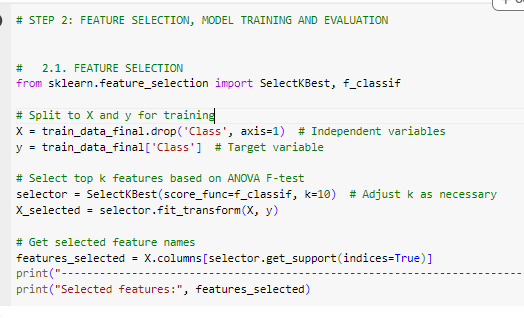 # STEP 2: FEATURE SELECTION, MODEL TRAINING AND EVALUATION
#   2.1. FEATURE SELECTION
from sklearn.feature_selection import SelectKBest, f_classif
# Split to X and y for training
X = train_data_final.drop('Class', axis=1)  # Independent variables
y = train_data_final['Class']  # Target variable
# Select top k features based on ANOVA F-test
selector = SelectKBest(score_func=f_classif, k=10)  # Adjust k as necessary
X_selected = selector.fit_transform(X, y)
# Get selected feature names
features_selected = X.columns[selector.get_support(indices=True)]
print("----------------------------------------------------------------------
print("Selected features:", features_selected)